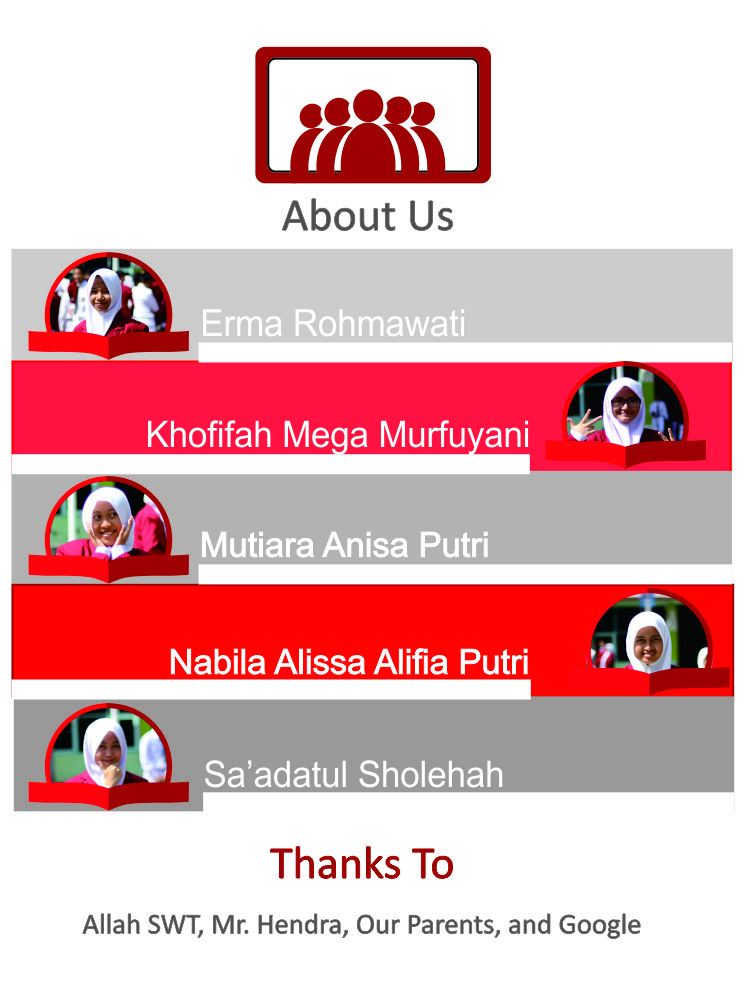 About Us
Erma Rohmawati
Khofifah Mega Murfuyani
Mutiara Anisa Putri
Nabila Alissa Alifia Putri
Sa’adatul Sholehah
Thanks To
Allah SWT, Mr. Hendra, Our Parents, and Google